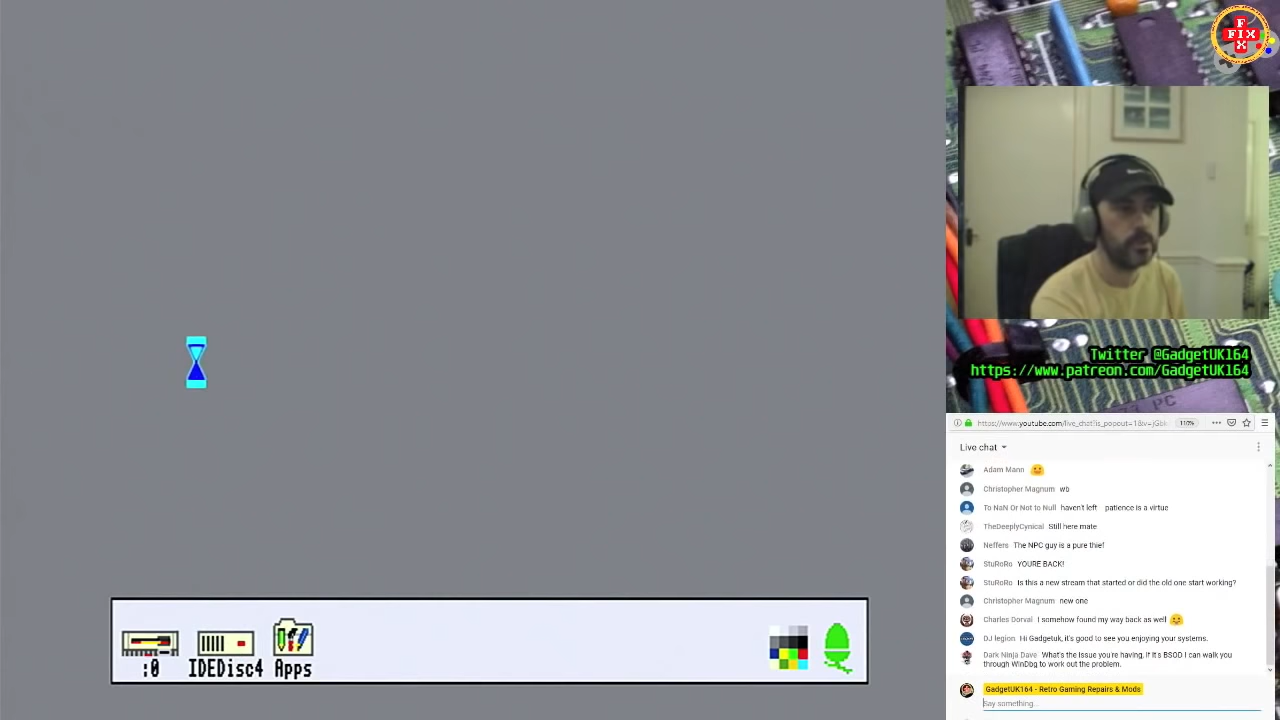 :0
IDEDisc4
Apps
F
FIX
X
Twitter @GadgetUK164
https://www.patreon.com/GadgetUK164
PC
110%
Live chat
Adam Mann
Christopher Magnum wb
To NaN Or Not to Null haven't left patience is a virtue
TheDeeplyCynical Still here mate
Neffers The NPC guy is a pure thief
StuRoRo YOURE BACK!
StuRoRo Is this a new stream that started or did the old one start working?
Christopher Magnum new one
Charles Dorval I somehow found my way back as well
DJ legion Hi Gadgetuk, it's good to see you enjoying your systems.
Dark Ninja Dave What's the issue you're having, if it's BSOD I can walk you
through WinDbg to work out the problem.
GadgetUK164 - Retro Gaming Repairs & Mods
Say something...